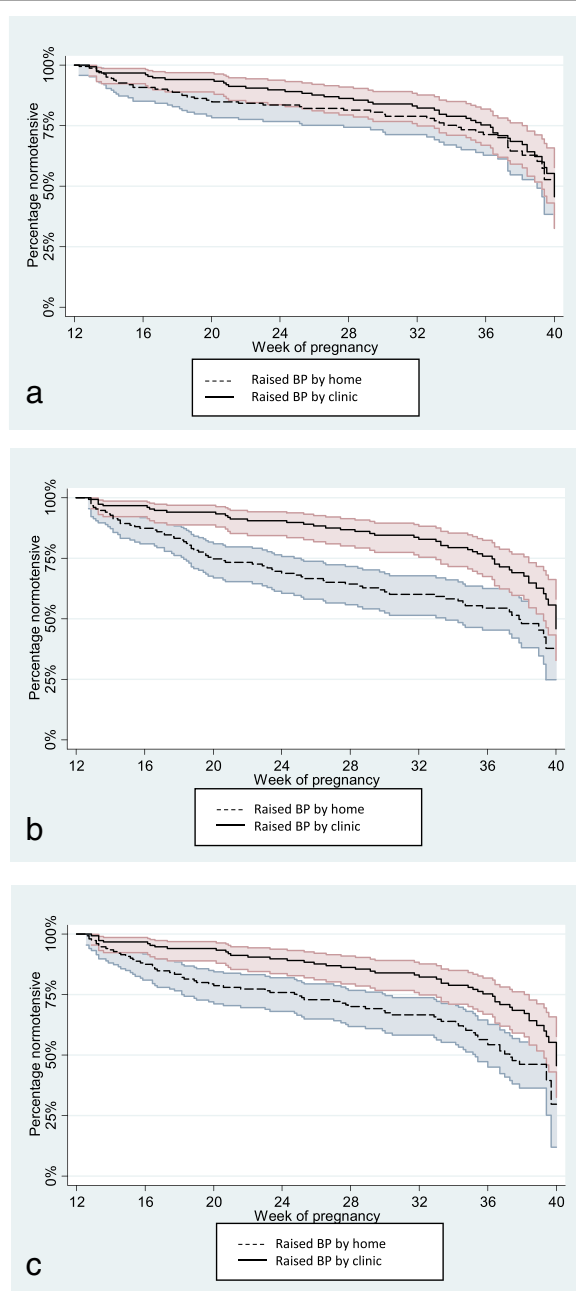 Percentage normotensive
100%
75%
50%
25%
0%
12 16 20 24 28 32 36 40
Week of pregnancy
Raised BP by home
Raised BP by clinic
a
Percentage normotensive
100%
75%
50%
25%
0%
12 16 20 24 28 32 36 40
Week of pregnancy
Raised BP by home
Raised BP by clinic
b
Percentage normotensive
100%
75%
50%
25%
0%
12 16 20 24 28 32 36 40
Week of pregnancy
Raised BP by home
Raised BP by clinic
c